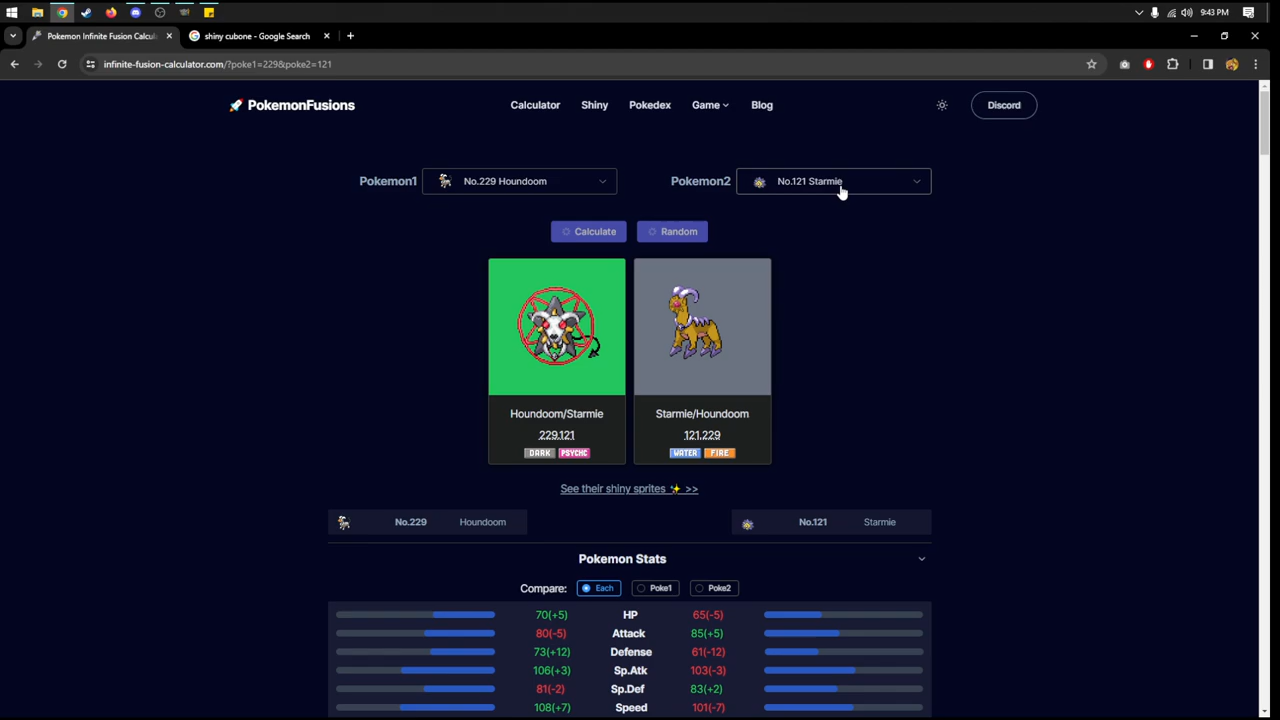 9:43 PM
Pokemon Infinite Fusion Calcul
shiny cubone - Google Search
infinite-fusion-calculator.com/?poke1=229&poke2=121
PokemonFusions
Calculator Shiny Pokedex Game Blog
Discord
Pokemon1 No.229 Houndoom Pokemon2 No.121 Starmie
Calculate Random
Houndoom/Starmie Starmie/Houndoom
229.121 121.229
DARK PSYCHC WATER FIRE
See their shiny sprites ✨ >>
No.229 Houndoom No.121 Starmie
Pokemon Stats
Compare: Each Poke1 Poke2
70(+5) HP 65(-5)
80(-5) Attack 85(+5)
73(+12) Defense 61(-12)
106(+3) Sp.Atk 103(-3)
81(-2) Sp.Def 83(+2)
108(+7) Speed 101(-7)